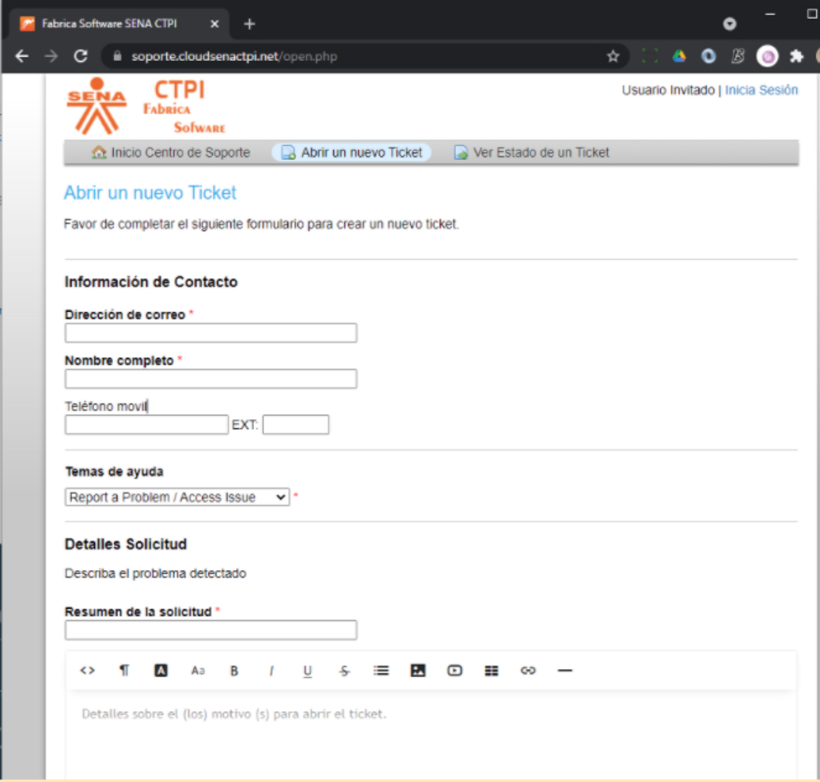 Fabrica Software SENA CTPI
soporte.cloudsenactpi.net/open.php
SENA
CTPI
Fabrica
Sofware
Usuario Invitado | Inicia Sesión
Inicio Centro de Soporte Abrir un nuevo Ticket Ver Estado de un Ticket
Abrir un nuevo Ticket
Favor de completar el siguiente formulario para crear un nuevo ticket.
Información de Contacto
Dirección de correo *
Nombre completo *
Teléfono movil
EXT:
Temas de ayuda
Report a Problem / Access Issue *
Detalles Solicitud
Describa el problema detectado
Resumen de la solicitud *
<> ¶ A Aa B I U S
Detalles sobre el (los) motivo (s) para abrir el ticket.